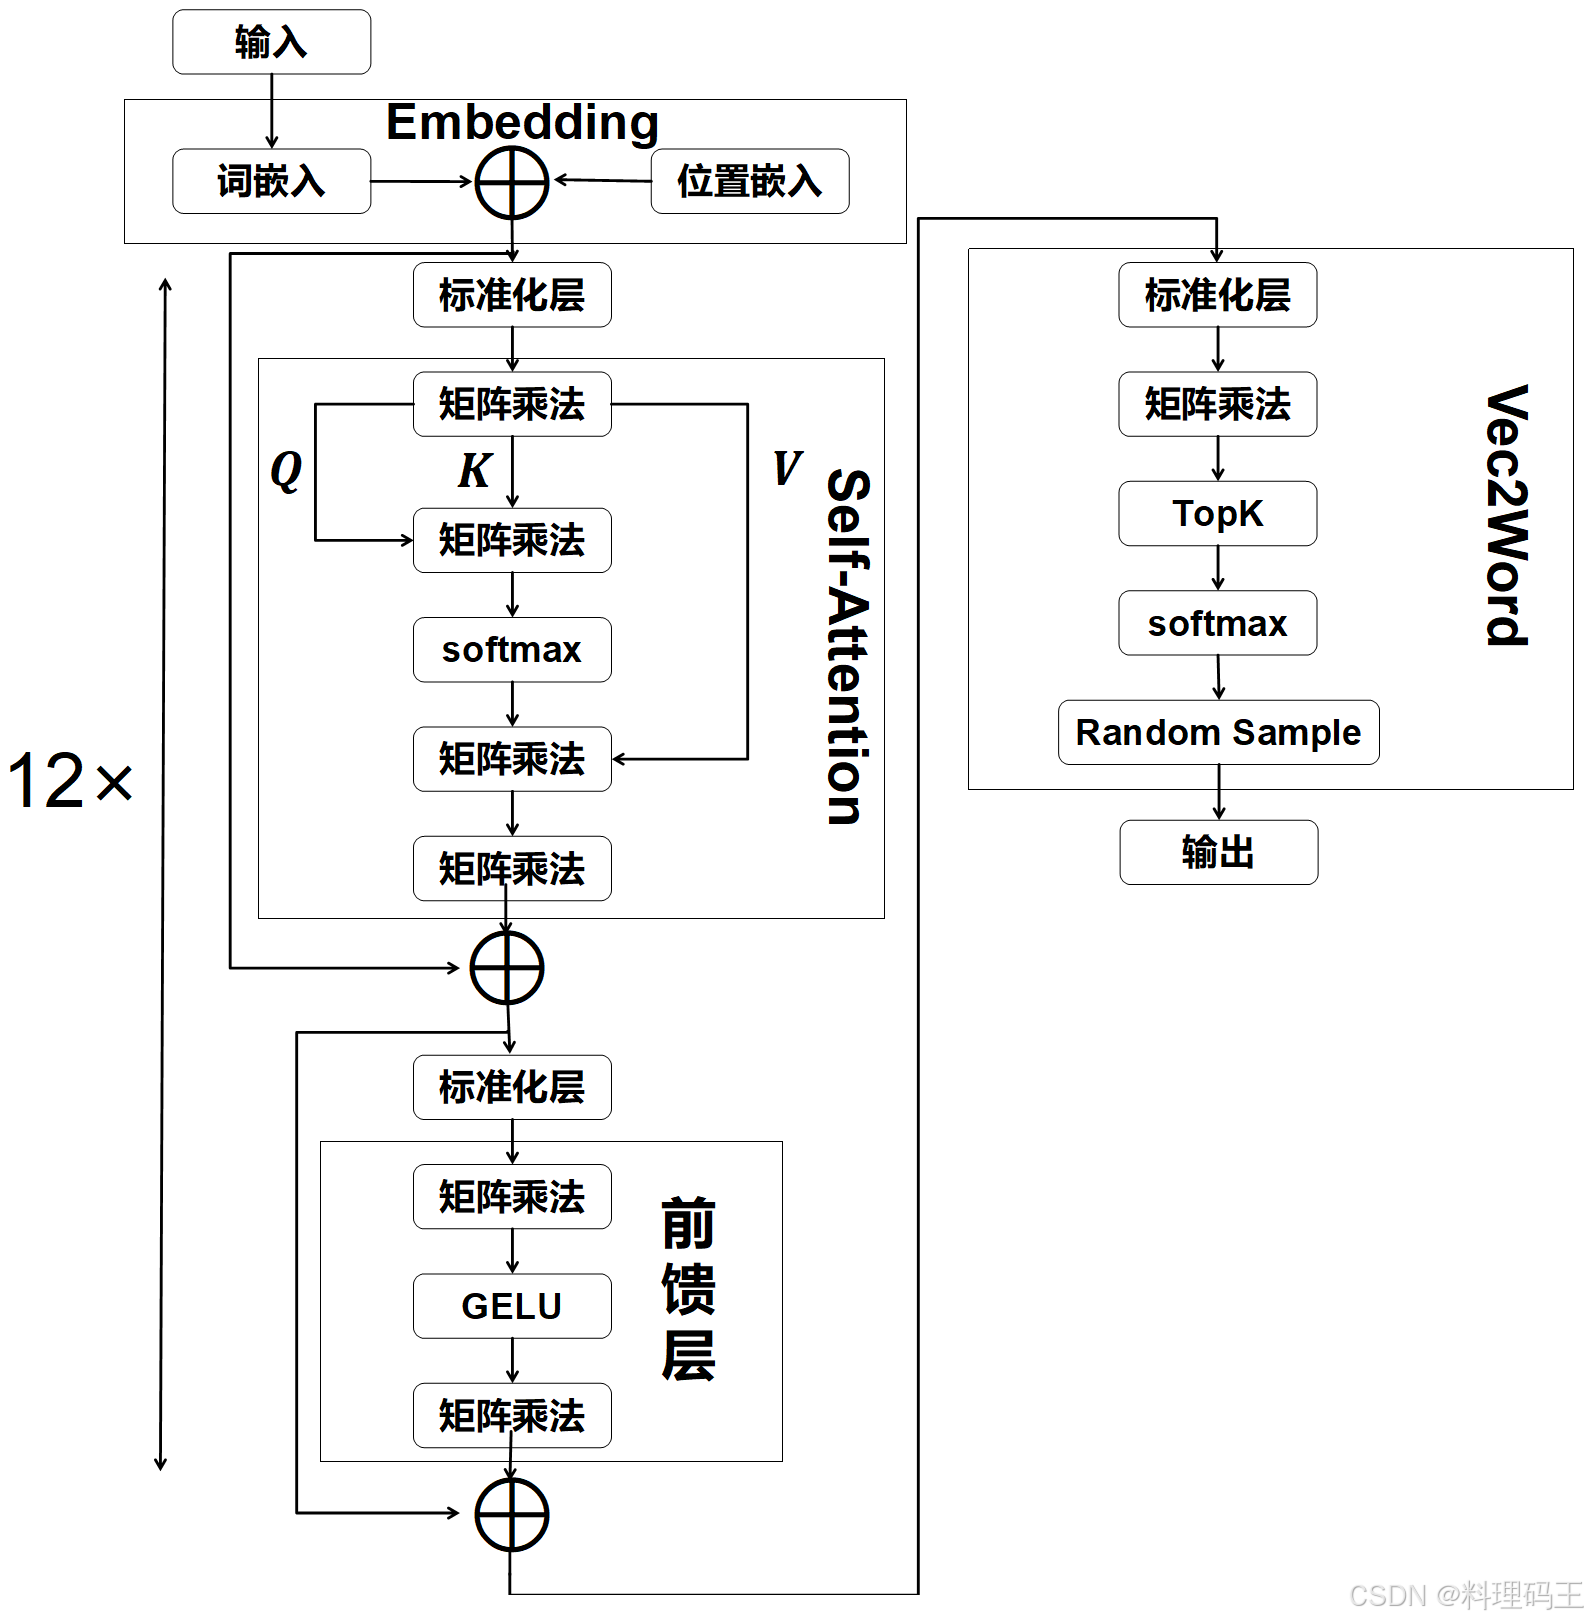 输入
Embedding
词嵌入
位置嵌入
标准化层
矩阵乘法
Q
K
V
矩阵乘法
softmax
矩阵乘法
矩阵乘法
Self-Attention
12×
标准化层
矩阵乘法
GELU
矩阵乘法
前馈层
标准化层
矩阵乘法
TopK
softmax
Random Sample
Vec2Word
输出
CSDN @料理码王